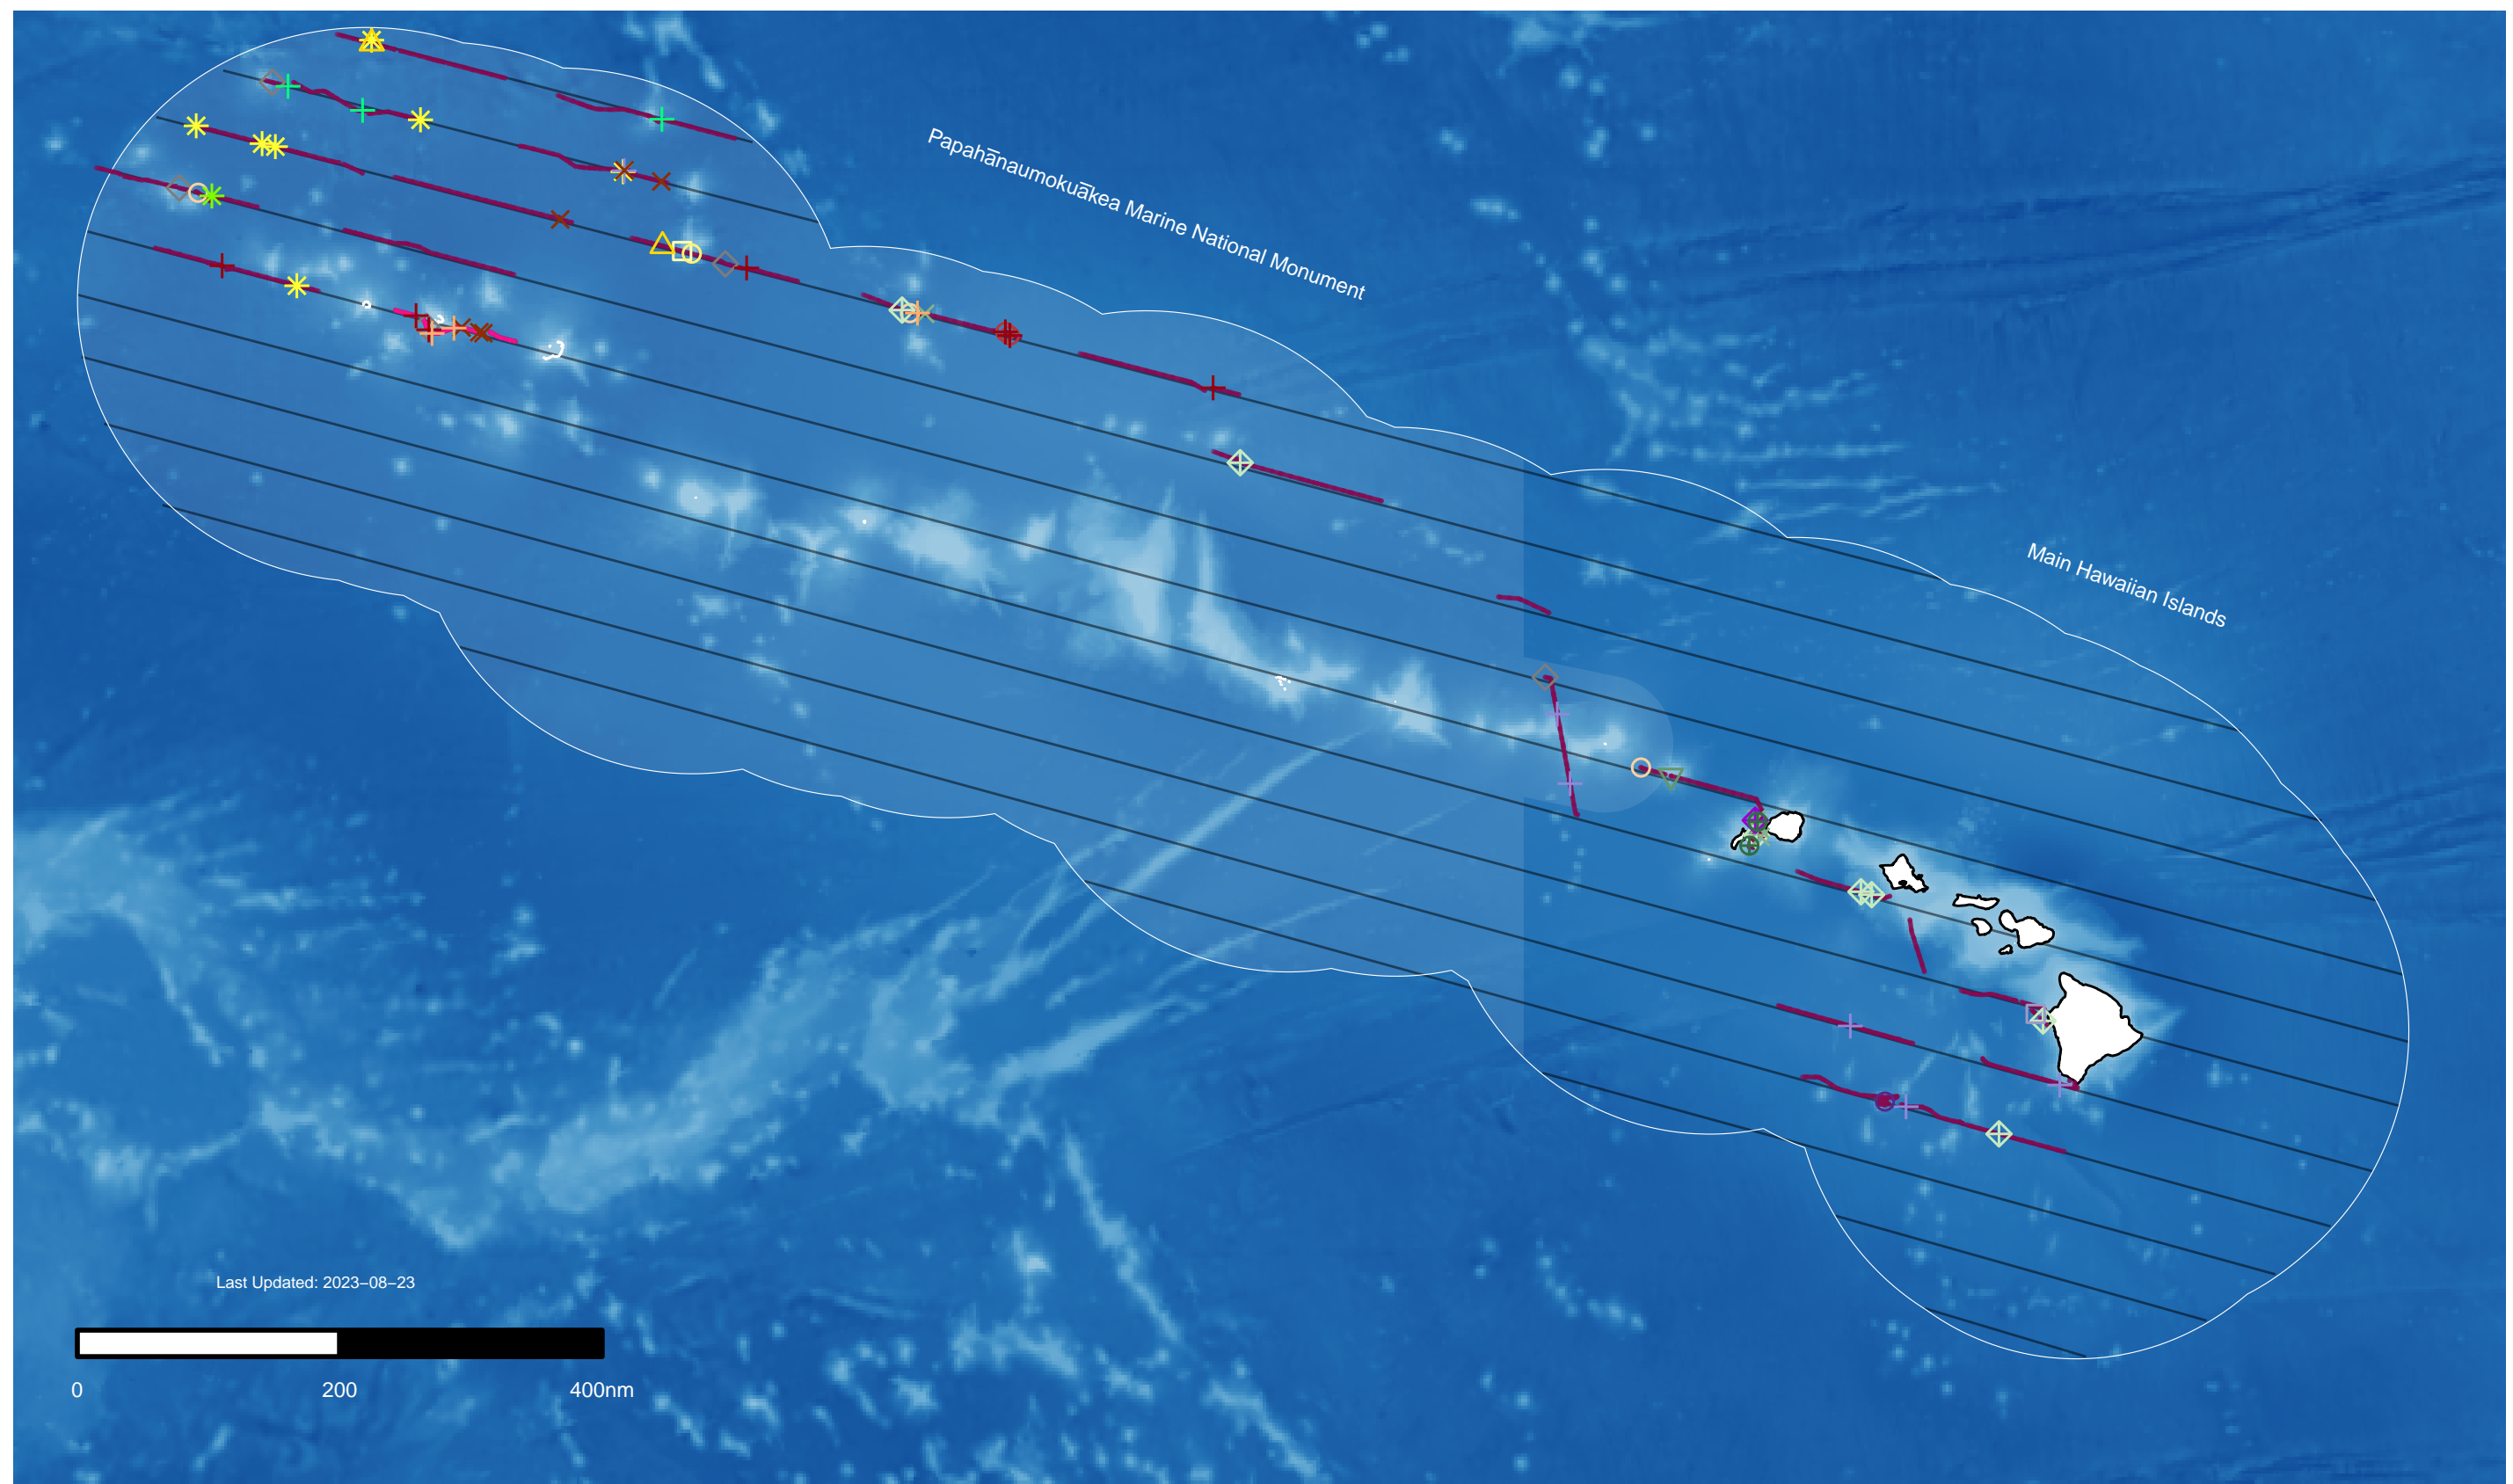 Papahānaumokuākea Marine National Monument
Main Hawaiian Islands
Last Updated: 2023−08−23
0 200 400nm